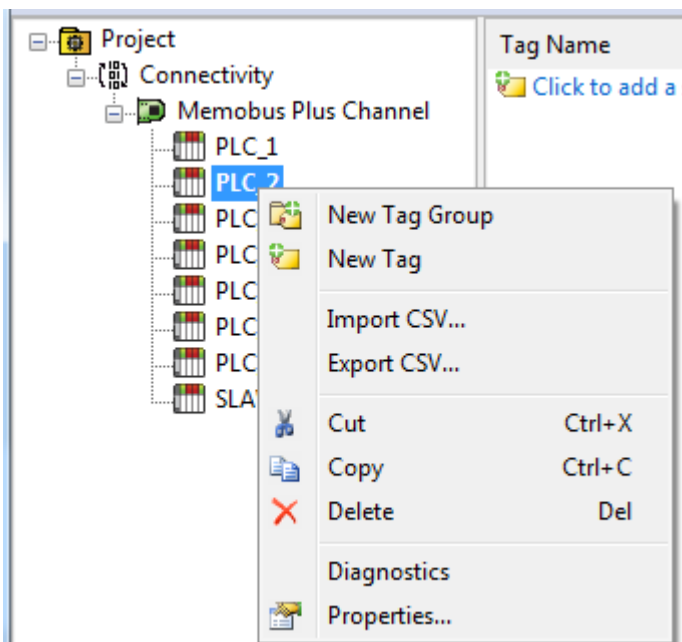 Project
Connectivity
Memobus Plus Channel
PLC_1
PLC_2
PLC
PLC
PLC
PLC
PLC
SLA
Tag Name
Click to add a
New Tag Group
New Tag
Import CSV...
Export CSV...
Cut Ctrl+X
Copy Ctrl+C
Delete Del
Diagnostics
Properties...